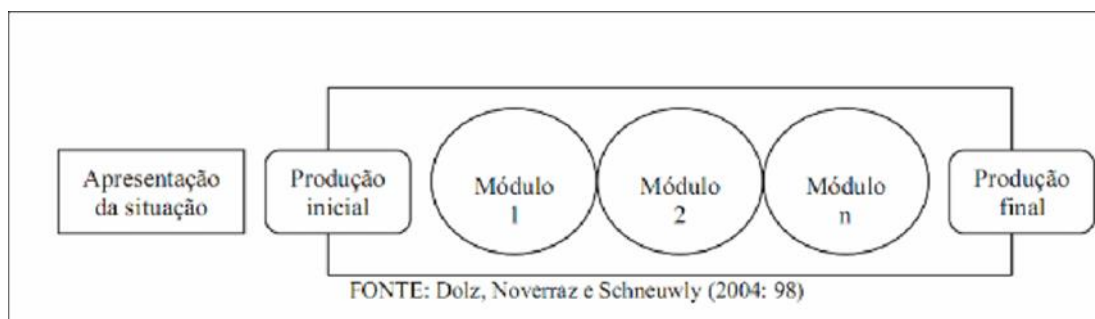 Apresentação
da situação
Produção
inicial
Módulo
1
Módulo
2
Módulo
n
Produção
final
FONTE: Dolz, Noverraz e Schneuwly (2004: 98)